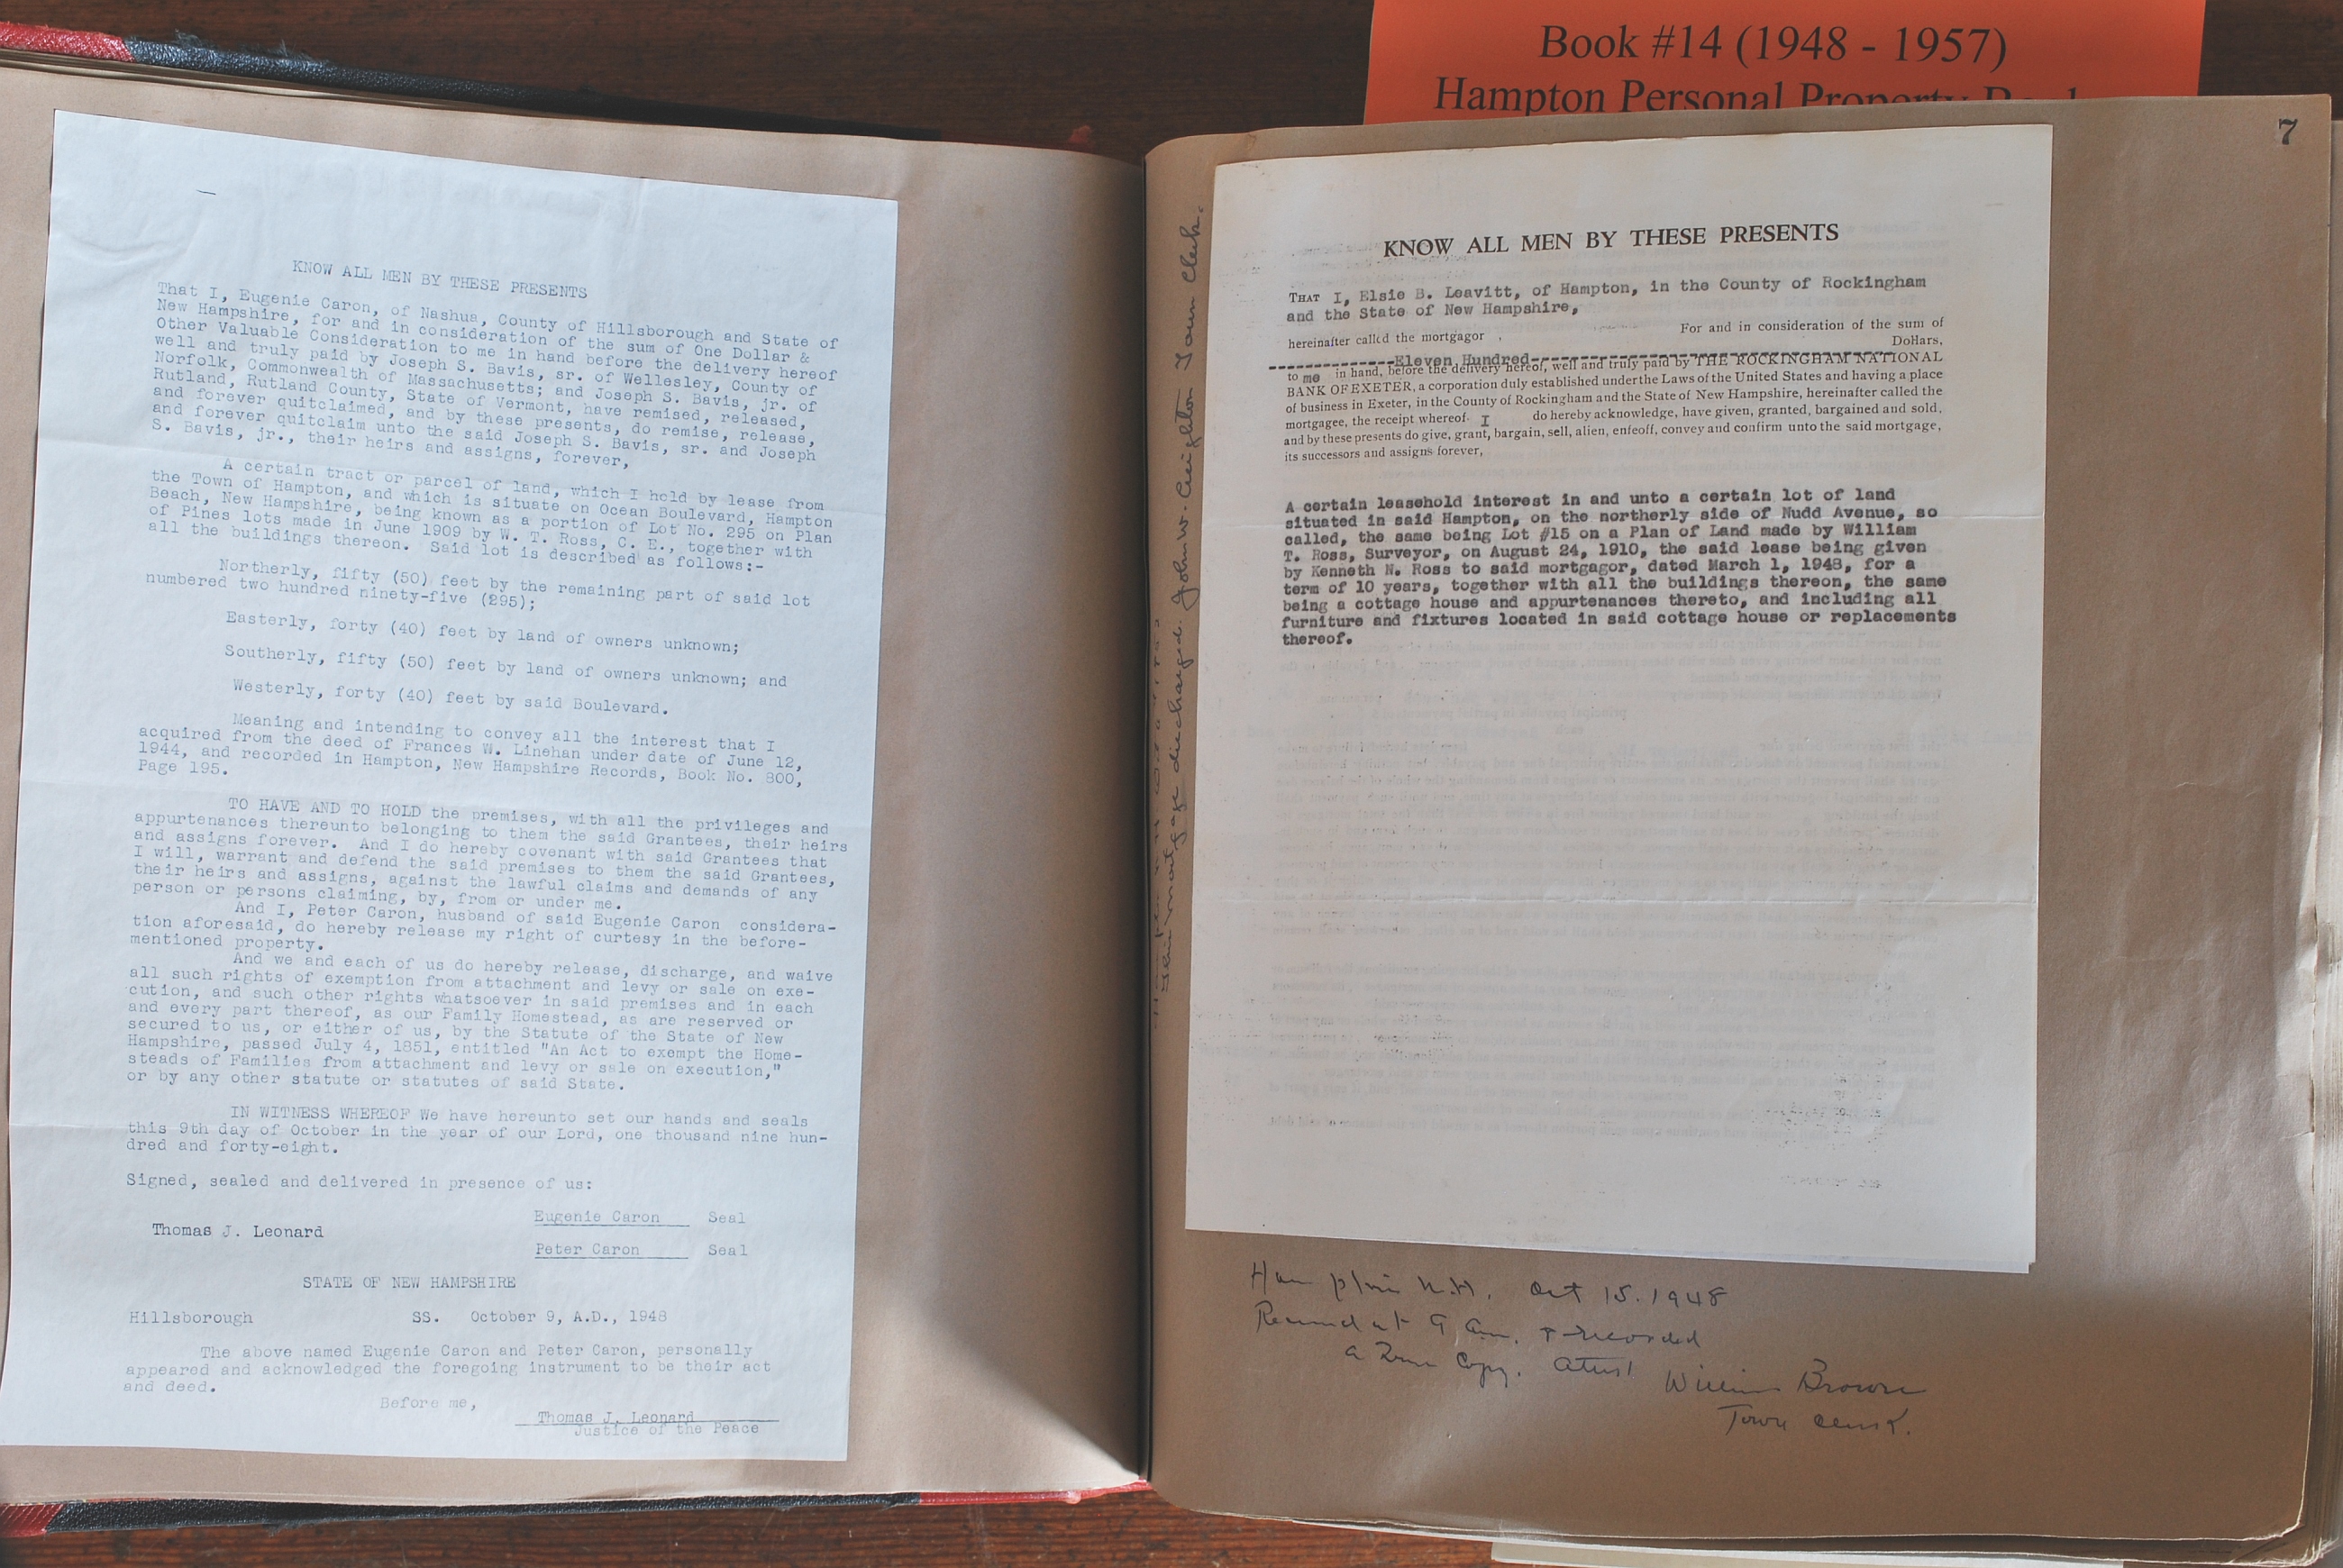 Book #14 (1948 - 1957)
Hampton Personal Property
7
KNOW ALL MEN BY THESE PRESENTS
That I, Eugenie Caron, of Nashua, County of Hillsborough and State of
New Hampshire, for and in consideration of the sum of One Dollar &
Other Valuable Consideration to me in hand before the delivery hereof
well and truly paid by Joseph S. Bavis, sr. of Wellesley, County of
Norfolk, Commonwealth of Massachusetts; and Joseph S. Bavis, jr. of
Rutland, Rutland County, State of Vermont, have remised, released,
and forever quitclaimed, and by these presents, do remise, release,
and forever quitclaim unto the said Joseph S. Bavis, sr. and Joseph
S. Bavis, jr., their heirs and assigns, forever,
A certain tract or parcel of land, which I hold by lease from
the Town of Hampton, and which is situate on Ocean Boulevard, Hampton
Beach, New Hampshire, being known as a portion of Lot No. 295 on Plan
of Pines lots made in June 1909 by W. T. Ross, C. E., together with
all the buildings thereon. Said lot is described as follows:-
Northerly, fifty (50) feet by the remaining part of said lot
numbered two hundred ninety-five (295);
Easterly, forty (40) feet by land of owners unknown;
Southerly, fifty (50) feet by land of owners unknown; and
Westerly, forty (40) feet by said Boulevard.
Meaning and intending to convey all the interest that I
acquired from the deed of Frances W. Linehan under date of June 12,
1944, and recorded in Hampton, New Hampshire Records, Book No. 800,
Page 195.
TO HAVE AND TO HOLD the premises, with all the privileges and
appurtenances thereunto belonging to them the said Grantees, their heirs
and assigns forever. And I do hereby covenant with said Grantees that
I will, warrant and defend the said premises to them the said Grantees,
their heirs and assigns, against the lawful claims and demands of any
person or persons claiming, by, from or under me.
And I, Peter Caron, husband of said Eugenie Caron considera-
tion aforesaid, do hereby release my right of curtesy in the before-
mentioned property.
And we and each of us do hereby release, discharge, and waive
all such rights of exemption from attachment and levy or sale on exe-
cution, and such other rights whatsoever in said premises and in each
and every part thereof, as our Family Homestead, as are reserved or
secured to us, or either of us, by the Statute of the State of New
Hampshire, passed July 4, 1851, entitled "An Act to exempt the Home-
steads of Families from attachment and levy or sale on execution,"
or by any other statute or statutes of said State.
IN WITNESS WHEREOF We have hereunto set our hands and seals
this 9th day of October in the year of our Lord, one thousand nine hun-
dred and forty-eight.
Signed, sealed and delivered in presence of us:
Eugenie Caron Seal
Thomas J. Leonard
Peter Caron Seal
STATE OF NEW HAMPSHIRE
Hillsborough SS. October 9, A.D., 1948
The above named Eugenie Caron and Peter Caron, personally
appeared and acknowledged the foregoing instrument to be their act
and deed.
Before me,
Thomas J. Leonard
Justice of the Peace
This mortgage discharged. John W. Creighton Town Clerk.
KNOW ALL MEN BY THESE PRESENTS
THAT I, Elsie B. Leavitt, of Hampton, in the County of Rockingham
and the State of New Hampshire,
hereinafter called the mortgagor , For and in consideration of the sum of
----------Eleven Hundred---------- Dollars,
to me in hand, before the delivery hereof, well and truly paid by THE ROCKINGHAM NATIONAL
BANK OF EXETER, a corporation duly established under the Laws of the United States and having a place
of business in Exeter, in the County of Rockingham and the State of New Hampshire, hereinafter called the
mortgagee, the receipt whereof I do hereby acknowledge, have given, granted, bargained and sold,
and by these presents do give, grant, bargain, sell, alien, enfeoff, convey and confirm unto the said mortgage,
its successors and assigns forever,
A certain leasehold interest in and unto a certain lot of land
situated in said Hampton, on the northerly side of Nudd Avenue, so
called, the same being Lot #15 on a Plan of Land made by William
T. Ross, Surveyor, on August 24, 1910, the said lease being given
by Kenneth N. Ross to said mortgagor, dated March 1, 1948, for a
term of 10 years, together with all the buildings thereon, the same
being a cottage house and appurtenances thereto, and including all
furniture and fixtures located in said cottage house or replacements
thereof.
Hampton N.H. Oct 15. 1948
Received at 9 am. & recorded
a True Copy. Attest William Brown
Town Clerk.